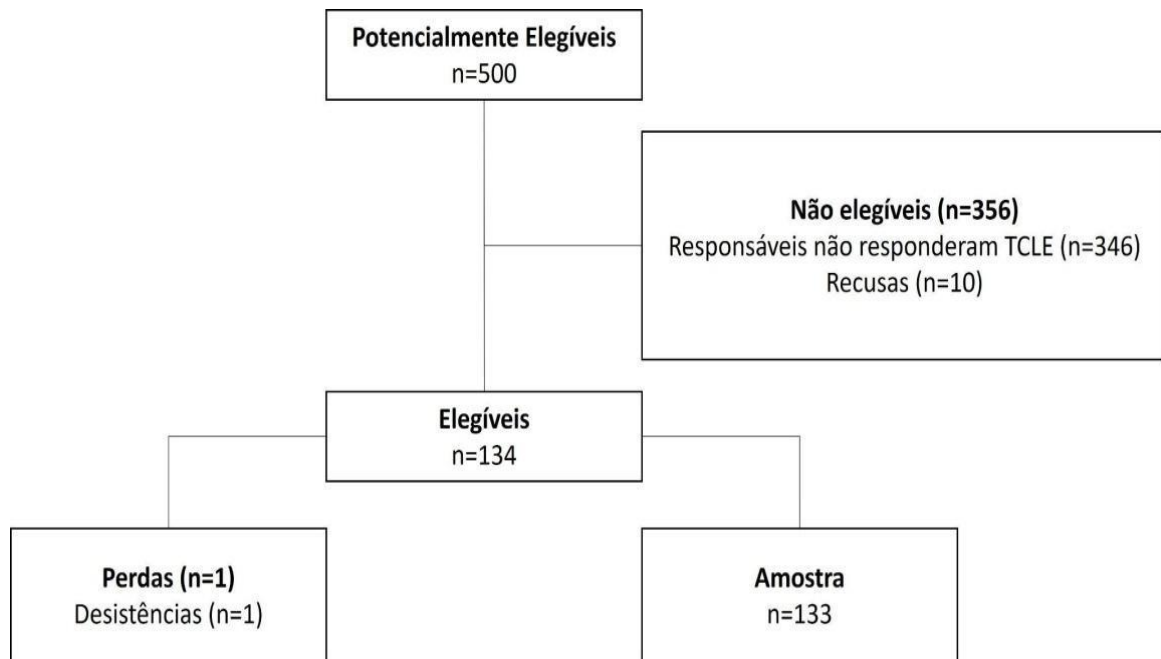 Potencialmente Elegíveis
n=500
Não elegíveis (n=356)
Responsáveis não responderam TCLE (n=346)
Recusas (n=10)
Elegíveis
n=134
Perdas (n=1)
Desistências (n=1)
Amostra
n=133